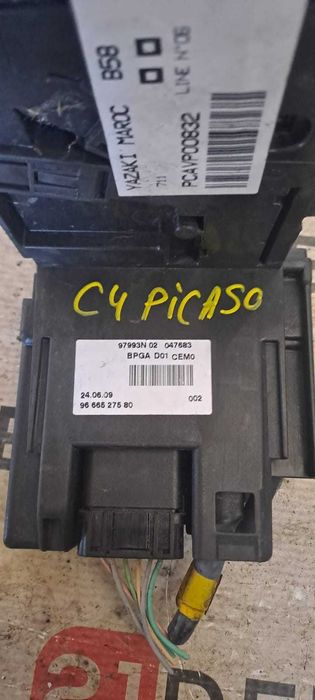 B58
YAZAKI MAROC
711
PCAVP00832
LINE N°06
C4 PiCASO
97993N 02 047683
BPGA D01 CEM0
24.06.09
002
96 665 275 80
21